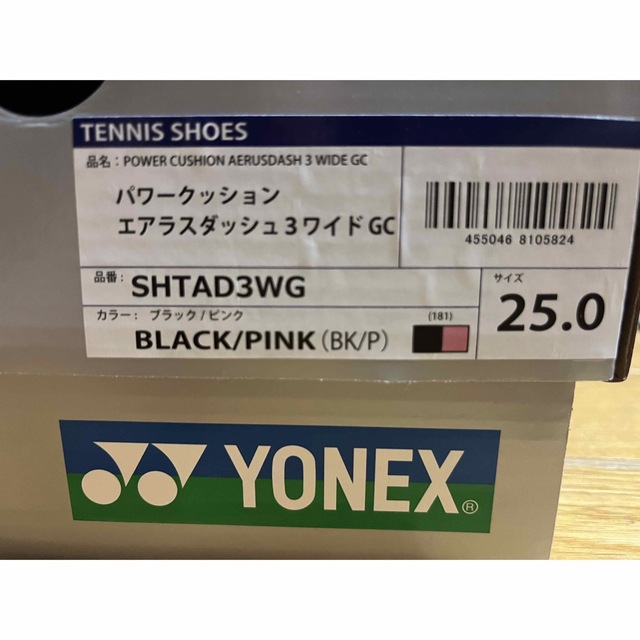 TENNIS SHOES
品名：POWER CUSHION AERUSDASH 3 WIDE GC
パワークッション
エアラスダッシュ3ワイドGC
455046 8105824
品番：
SHTAD3WG
サイズ
25.0
カラー：ブラック/ピンク
(181)
BLACK/PINK（BK/P）
YONEX®